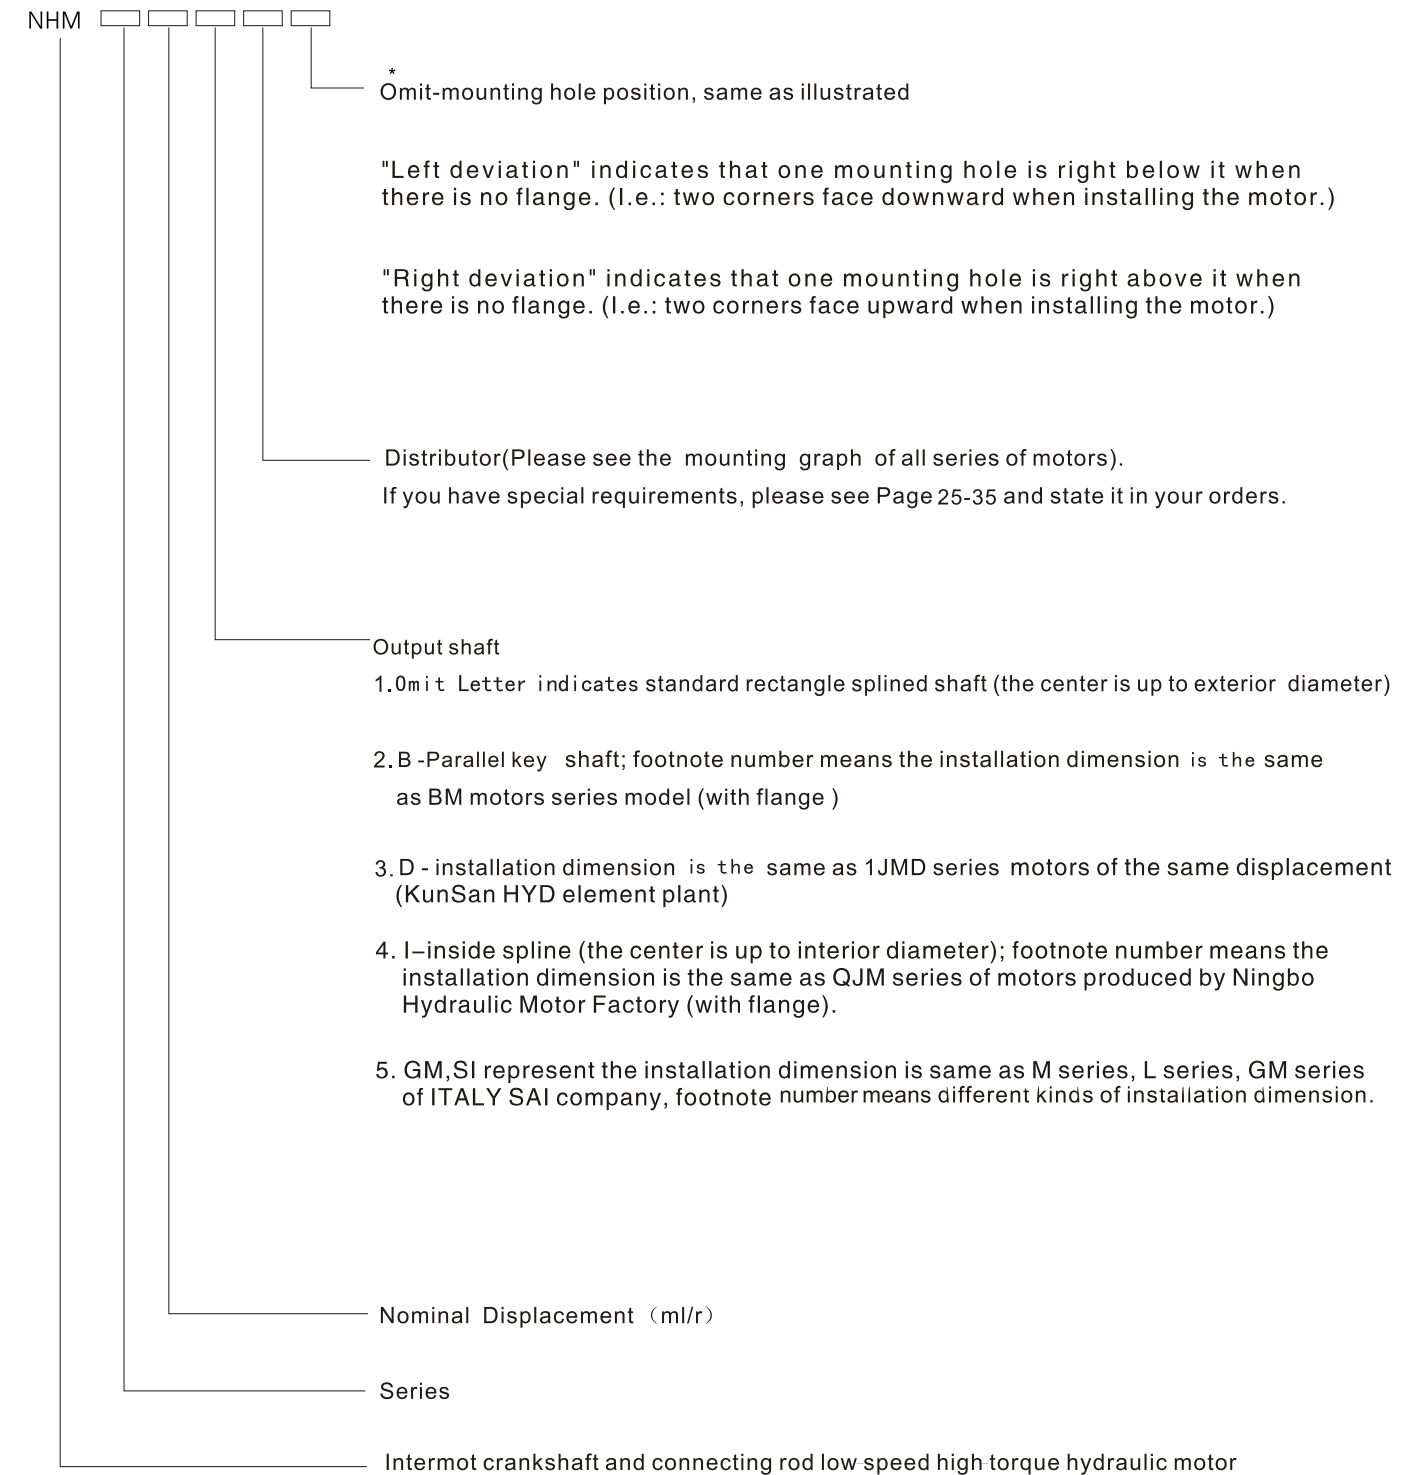 NHM
*
Omit-mounting hole position, same as illustrated
"Left deviation" indicates that one mounting hole is right below it when
there is no flange. (I.e.: two corners face downward when installing the motor.)
"Right deviation" indicates that one mounting hole is right above it when
there is no flange. (I.e.: two corners face upward when installing the motor.)
Distributor(Please see the mounting graph of all series of motors).
If you have special requirements, please see Page 25-35 and state it in your orders.
Output shaft
1.Omit Letter indicates standard rectangle splined shaft (the center is up to exterior diameter)
2.B -Parallel key shaft; footnote number means the installation dimension is the same
as BM motors series model (with flange )
3.D - installation dimension is the same as 1JMD series motors of the same displacement
(KunSan HYD element plant)
4. I–inside spline (the center is up to interior diameter); footnote number means the
installation dimension is the same as QJM series of motors produced by Ningbo
Hydraulic Motor Factory (with flange).
5. GM,SI represent the installation dimension is same as M series, L series, GM series
of ITALY SAI company, footnote number means different kinds of installation dimension.
Nominal Displacement （ml/r）
Series
Intermot crankshaft and connecting rod low-speed high-torque hydraulic motor